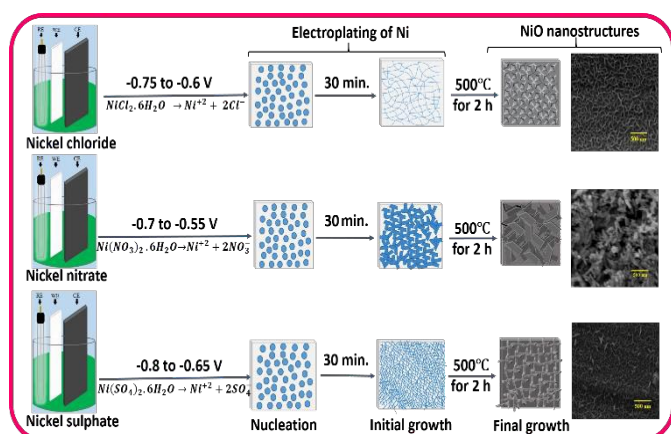 Electroplating of Ni
NiO nanostructures
RE WE CE
-0.75 to -0.6 V
NiCl₂.6H₂O → Ni⁺² + 2Cl⁻
30 min.
500°C
for 2 h
500 nm
Nickel chloride
RE WE CE
-0.7 to -0.55 V
Ni(NO₃)₂.6H₂O→Ni⁺² + 2NO₃⁻
30 min.
500°C
for 2 h
Nickel nitrate
RE CE
-0.8 to -0.65 V
Ni(SO₄)₂.6H₂O → Ni⁺² + 2SO₄⁻
30 min.
500°C
for 2 h
Nickel sulphate
Nucleation
Initial growth
Final growth